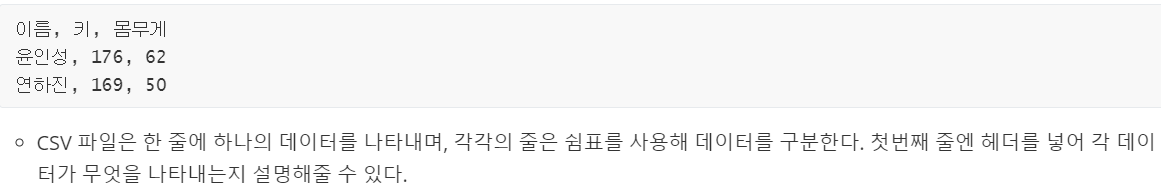 이름, 키, 몸무게
윤인성, 176, 62
연하진, 169, 50
CSV 파일은 한 줄에 하나의 데이터를 나타내며, 각각의 줄은 쉼표를 사용해 데이터를 구분한다. 첫번째 줄엔 헤더를 넣어 각 데이
터가 무엇을 나타내는지 설명해줄 수 있다.